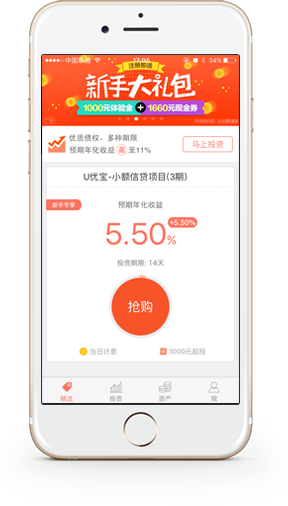 中国联通
17:05
34%
注册即送
新手大礼包
1000元体验金+1660元现金券
优质债权、多种期限
预期年化收益 高 至11%
马上投资
U优宝-小额信贷项目(3期)
新手专享
预期年化收益
+5.50%
5.50%
投资期限: 14天
抢购
当日计息
1000元起投
精选
投资
资产
我